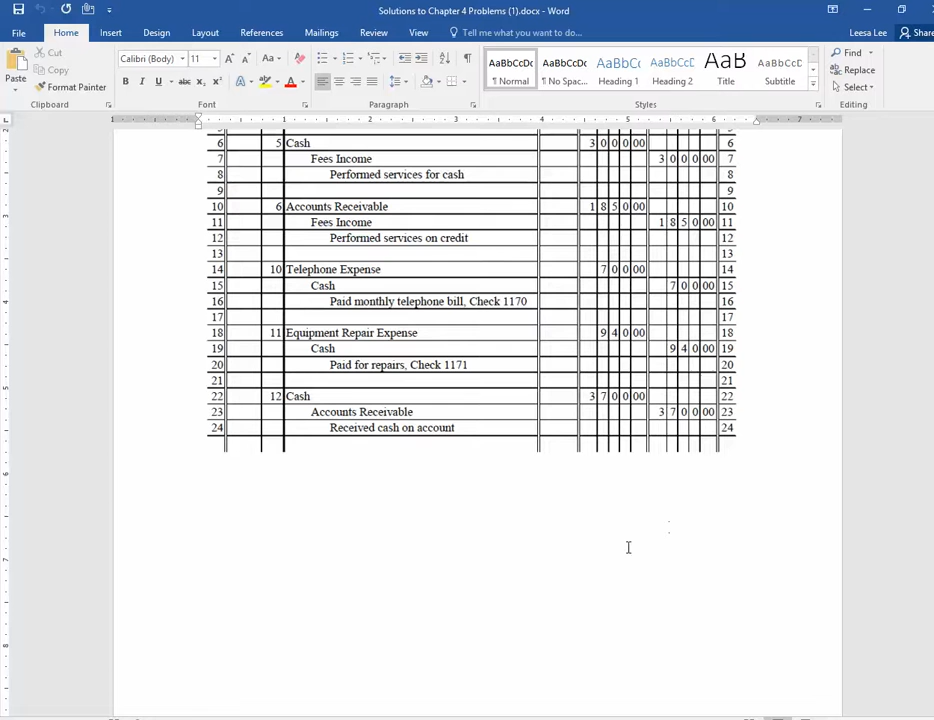 Solutions to Chapter 4 Problems (1).docx - Word
Leesa Lee
File Home Insert Design Layout References Mailings Review View Tell me what you want to do... Share
Paste Cut Copy Format Painter
Clipboard
Calibri (Body) 11
Font
Paragraph
AaBbCcDc AaBbCcDc AaBbCc AaBbCcD AaB AaBbCcD
¶ Normal ¶ No Spac... Heading 1 Heading 2 Title Subtitle
Styles
Find
Replace
Select
Editing
1 1 2 3 4 5 6 7
6 5 Cash 3 0 0 0 00 6
7 Fees Income 3 0 0 0 00 7
8 Performed services for cash 8
9 9
10 6 Accounts Receivable 1 8 5 0 00 10
11 Fees Income 1 8 5 0 00 11
12 Performed services on credit 12
13 13
14 10 Telephone Expense 7 0 0 00 14
15 Cash 7 0 0 00 15
16 Paid monthly telephone bill, Check 1170 16
17 17
18 11 Equipment Repair Expense 9 4 0 00 18
19 Cash 9 4 0 00 19
20 Paid for repairs, Check 1171 20
21 21
22 12 Cash 3 7 0 0 00 22
23 Accounts Receivable 3 7 0 0 00 23
24 Received cash on account 24